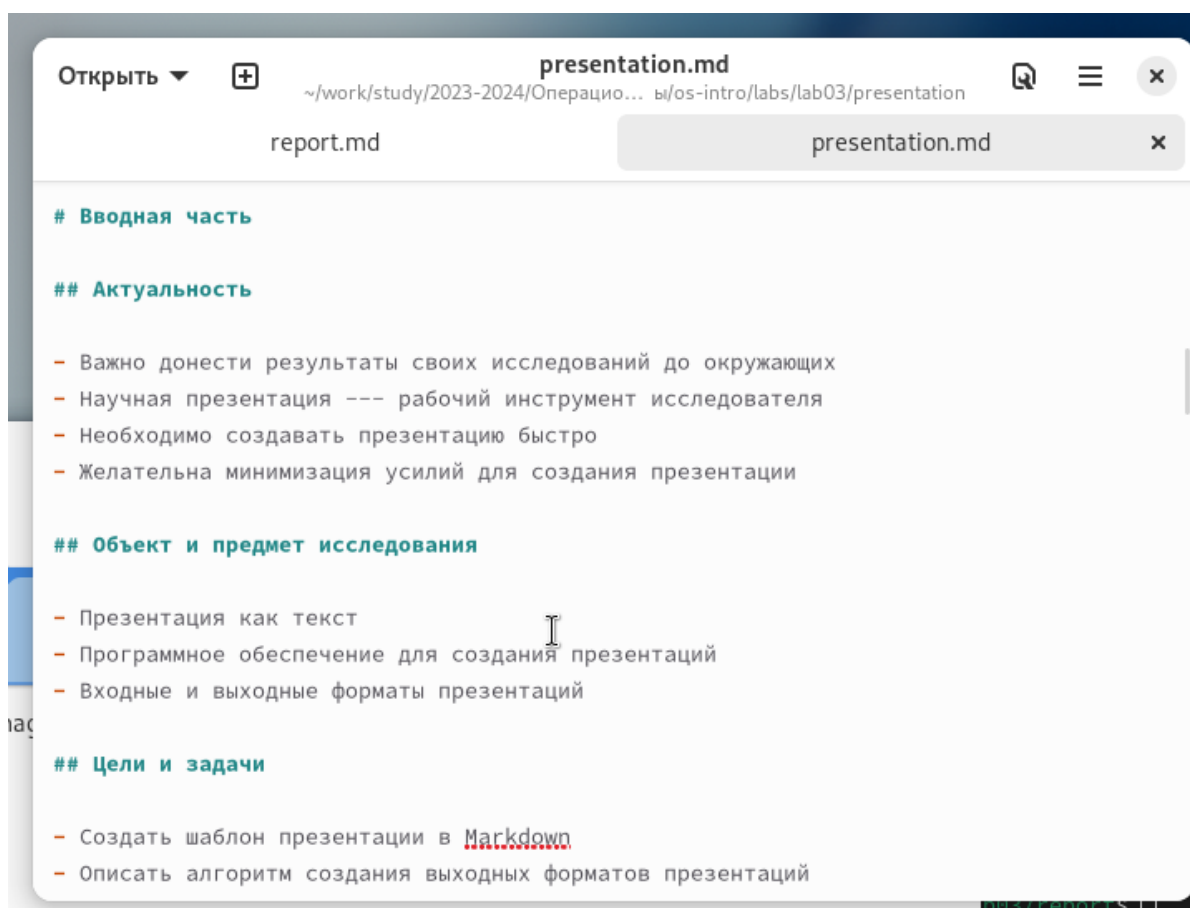 Открыть
presentation.md
~/work/study/2023-2024/Операцио… ы/os-intro/labs/lab03/presentation
report.md
presentation.md
# Вводная часть
## Актуальность
- Важно донести результаты своих исследований до окружающих
- Научная презентация --- рабочий инструмент исследователя
- Необходимо создавать презентацию быстро
- Желательна минимизация усилий для создания презентации
## Объект и предмет исследования
- Презентация как текст
- Программное обеспечение для создания презентаций
- Входные и выходные форматы презентаций
## Цели и задачи
- Создать шаблон презентации в Markdown
- Описать алгоритм создания выходных форматов презентаций